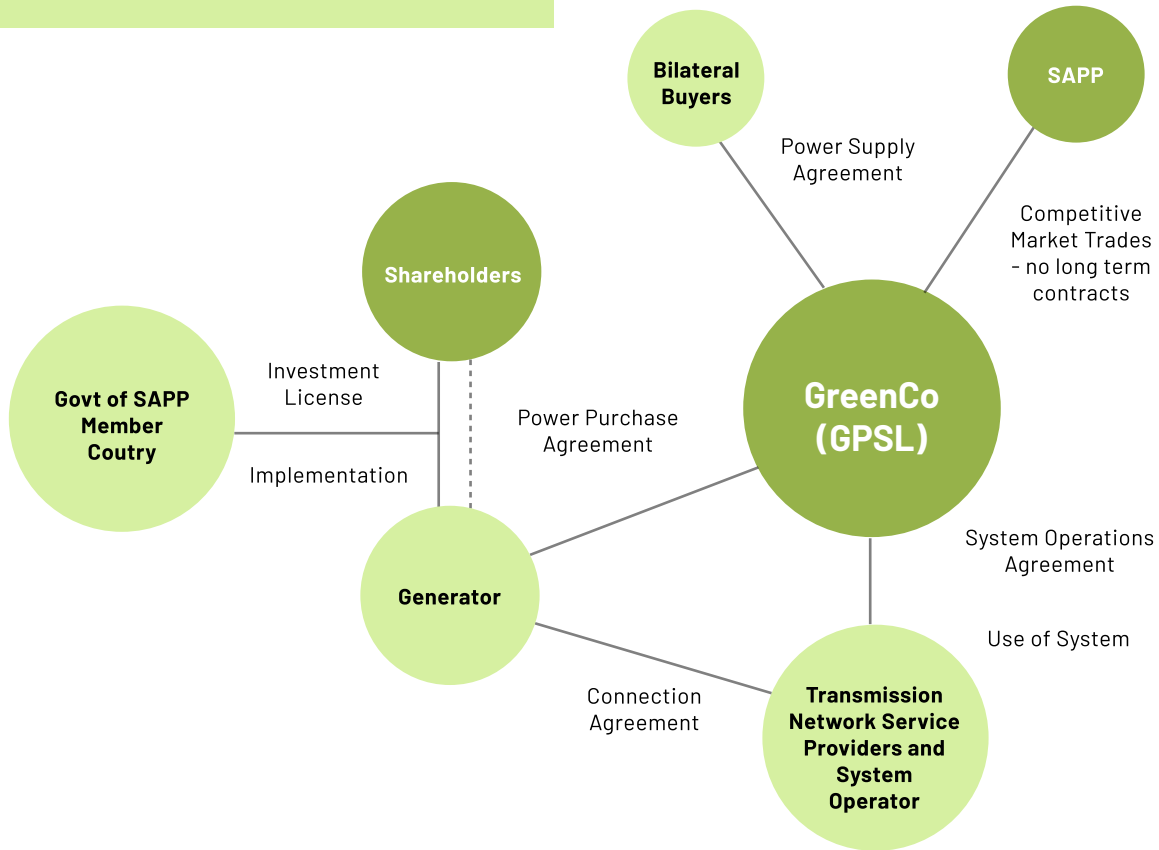 Bilateral
Buyers
SAPP
Power Supply
Agreement
Competitive
Market Trades
- no long term
contracts
Shareholders
Govt of SAPP
Member
Coutry
Investment
License
Implementation
Power Purchase
Agreement
GreenCo
(GPSL)
Generator
System Operations
Agreement
Use of System
Connection
Agreement
Transmission
Network Service
Providers and
System
Operator